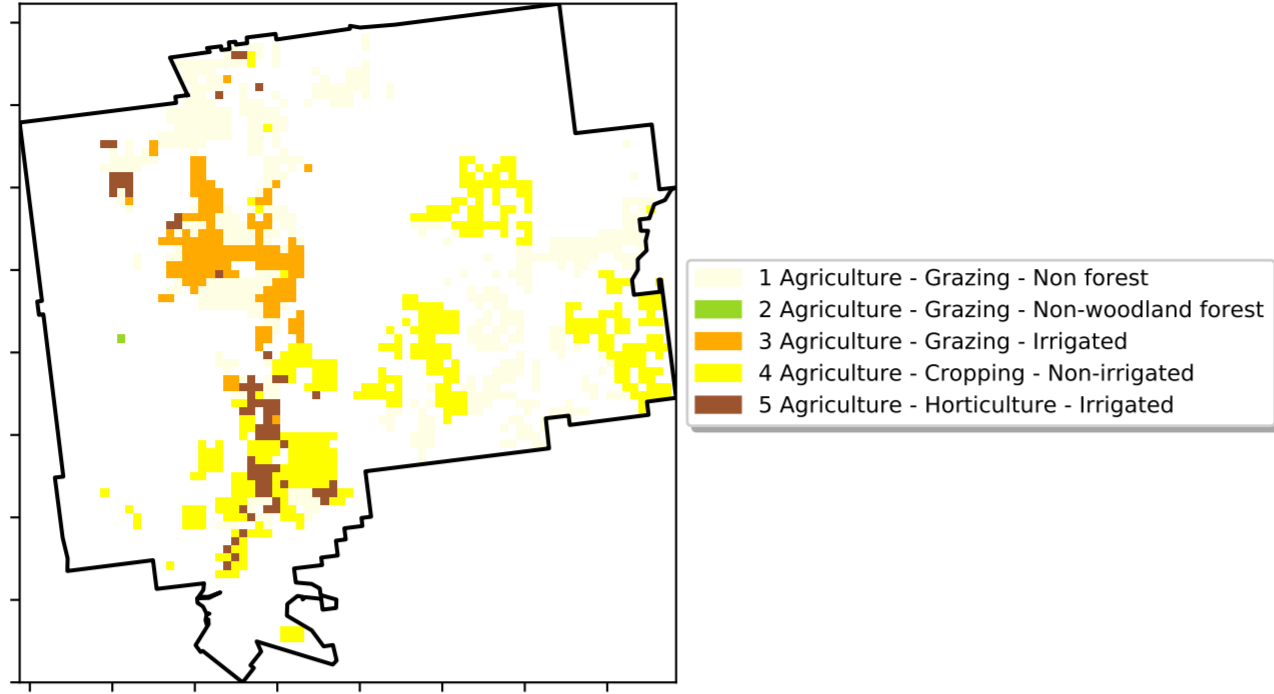 1 Agriculture - Grazing - Non forest
2 Agriculture - Grazing - Non-woodland forest
3 Agriculture - Grazing - Irrigated
4 Agriculture - Cropping - Non-irrigated
5 Agriculture - Horticulture - Irrigated